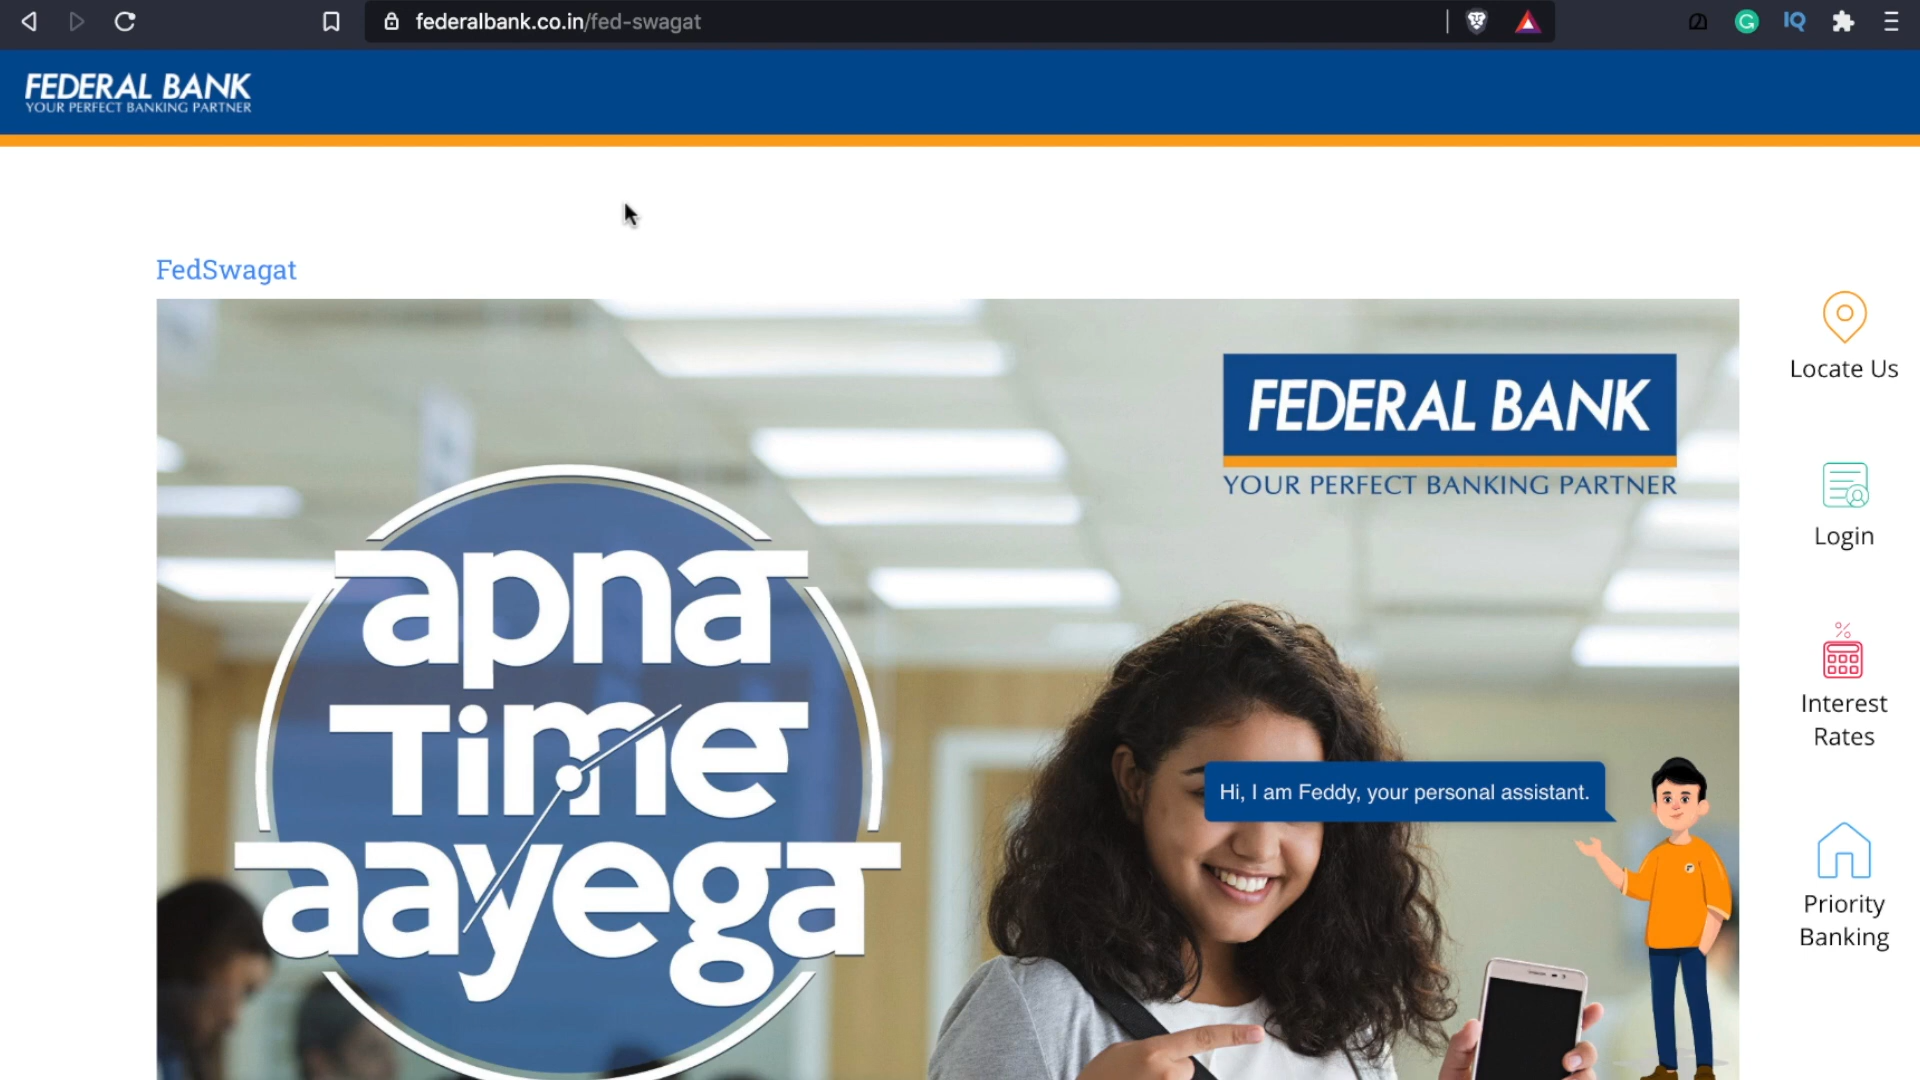 federalbank.co.in/fed-swagat
G
IQ
FEDERAL BANK
YOUR PERFECT BANKING PARTNER
FedSwagat
FEDERAL BANK
YOUR PERFECT BANKING PARTNER
apna
Time
aayega
Hi, I am Feddy, your personal assistant.
Locate Us
Login
%
Interest
Rates
Priority
Banking